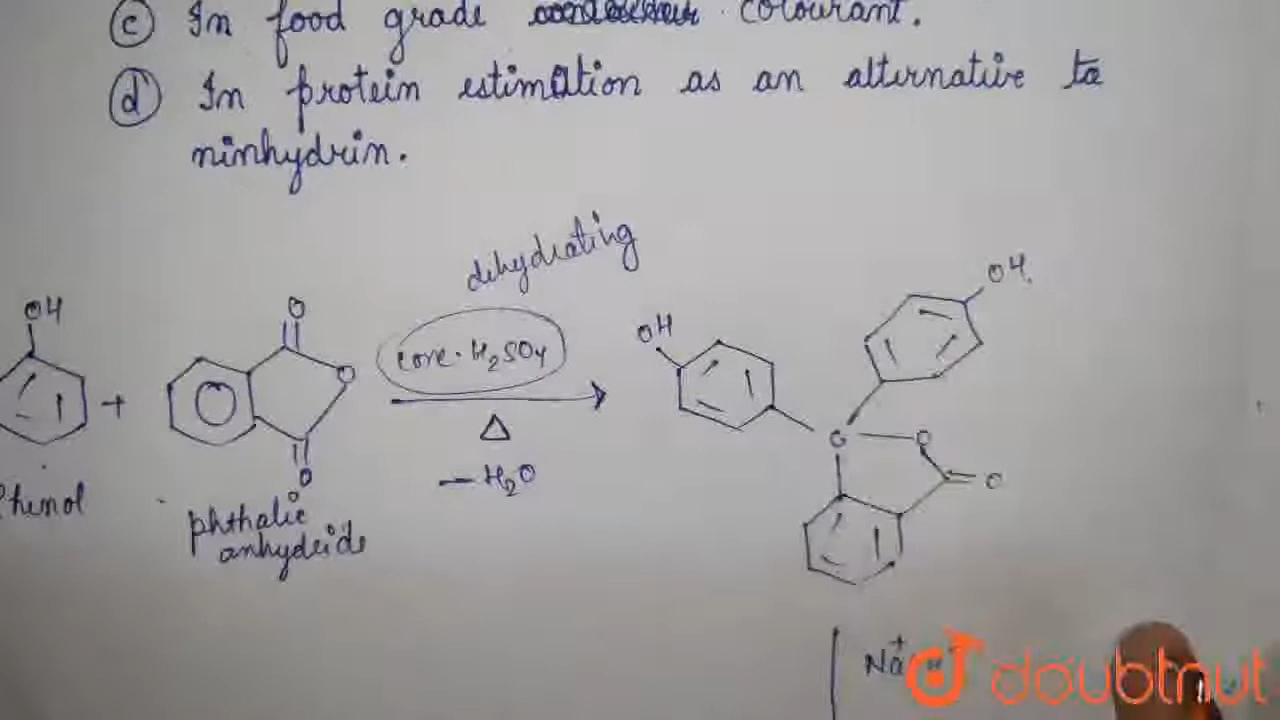 ⓒ In food grade colourant.
ⓓ In protein estimation as an alternative to
ninhydrin.
dihydrating
OH
O
OH
OH
conc. H2SO4
O
+
Δ
C
O
O
- H2O
O
Phenol
phthalic
anhydride
Na+
doubtnut